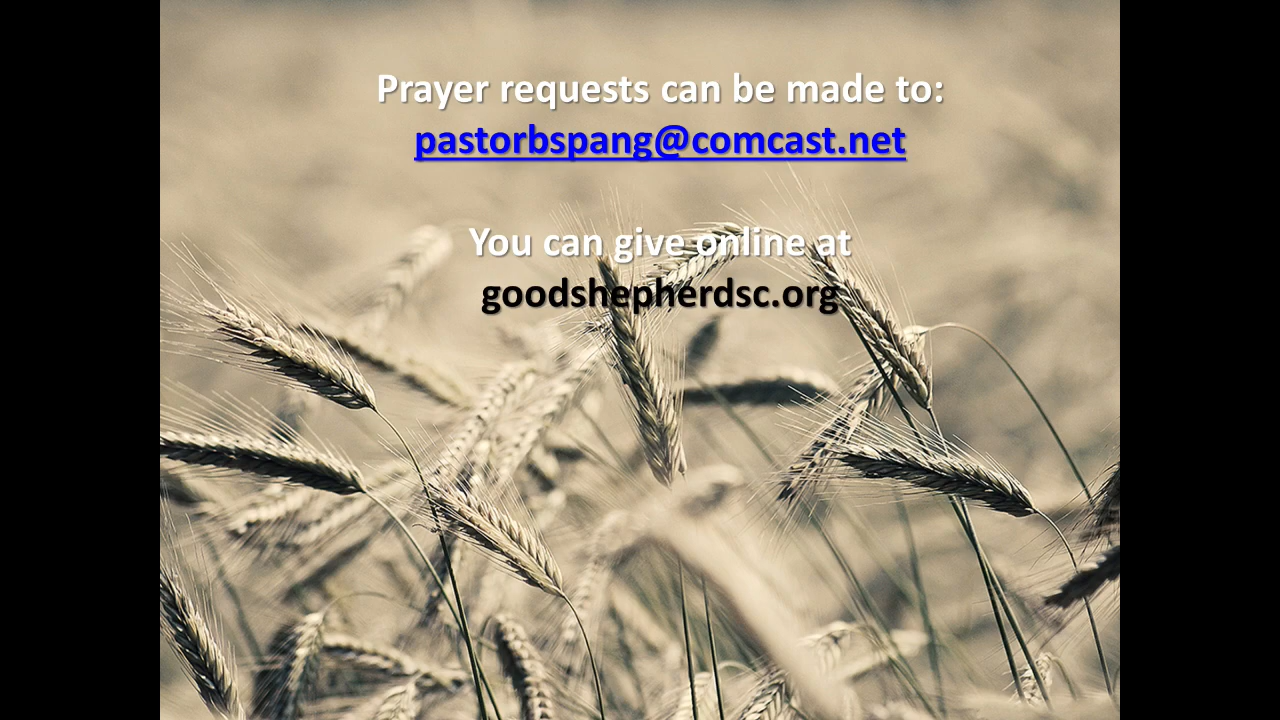 Prayer requests can be made to:
pastorbspang@comcast.net
You can give online at
goodshepherdsc.org